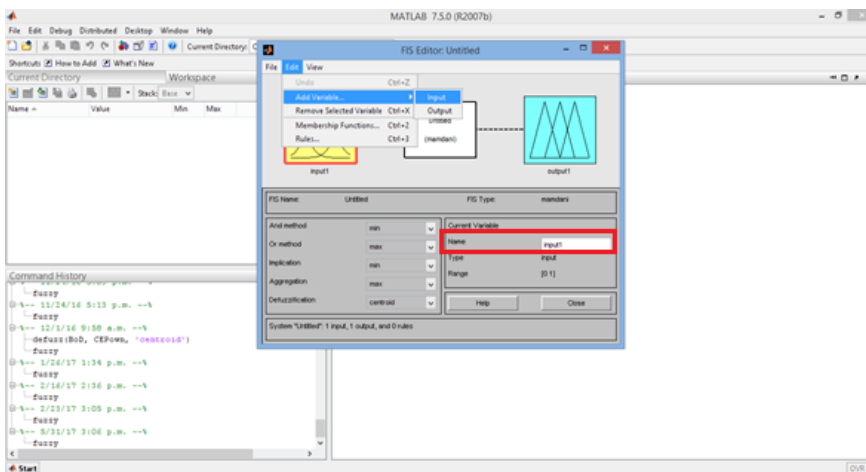 MATLAB 7.5.0 (R2007b)
File Edit Debug Distributed Desktop Window Help
Current Directory: C
Shortcuts How to Add What's New
Current Directory Workspace
Stack: Base
Name Value Min Max
Command History
fuzzy
%-- 11/24/16 5:13 p.m. --%
fuzzy
%-- 12/1/16 9:58 a.m. --%
defuzz(BoD, CEPown, 'centroid')
fuzzy
%-- 1/26/17 1:34 p.m. --%
fuzzy
%-- 2/16/17 2:36 p.m. --%
fuzzy
%-- 2/23/17 3:05 p.m. --%
fuzzy
%-- 5/31/17 3:06 p.m. --%
fuzzy
Start
OVR
FIS Editor: Untitled
File Edit View
Undo Ctrl+Z
Add Variable... Input
Remove Selected Variable Ctrl+X Output
Membership Functions... Ctrl+2
Rules... Ctrl+3
Untitled
(mamdani)
input1
output1
FIS Name: Untitled FIS Type: mamdani
And method min
Or method max
Implication min
Aggregation max
Defuzzification centroid
Current Variable
Name input1
Type input
Range [0 1]
Help Close
System "Untitled": 1 input, 1 output, and 0 rules